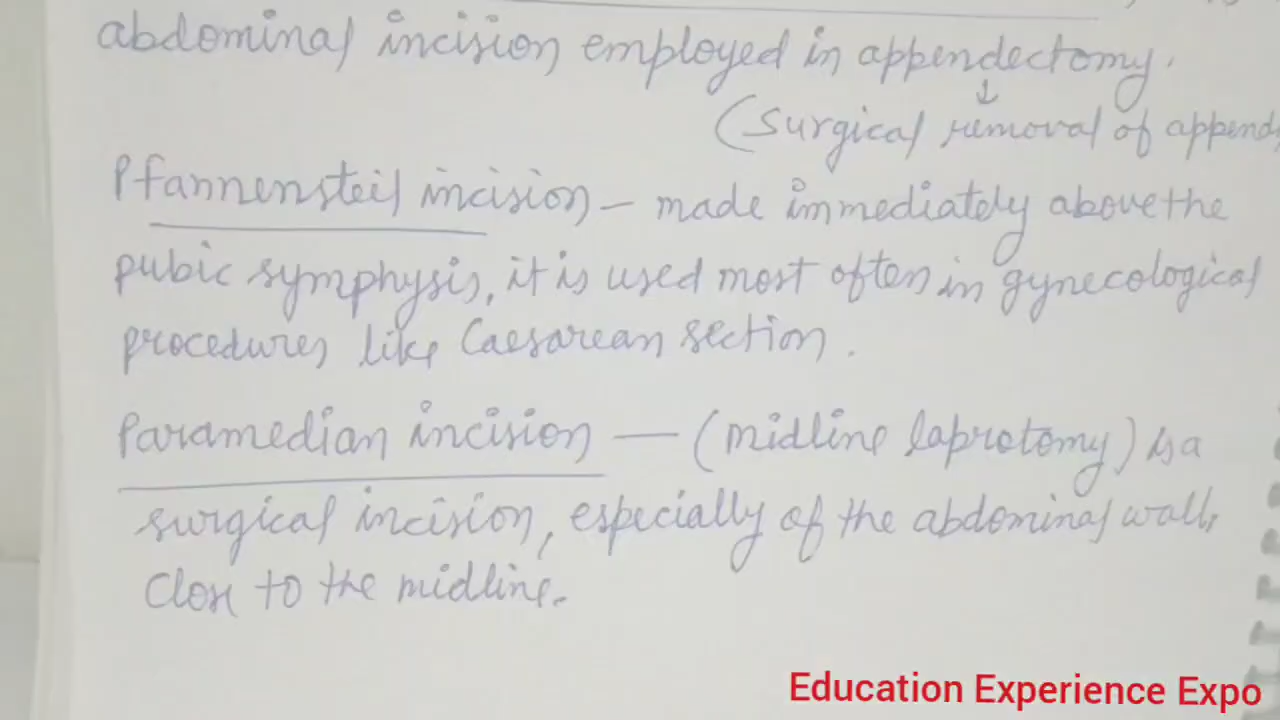 abdominal incision employed in appendectomy.
↓
(Surgical removal of append
Pfannensteil incision – made immediately above the
pubic symphysis, it is used most often in gynecological
procedures like Caesarean section.
Paramedian incision — (midline laprotomy) is a
surgical incision, especially of the abdominal wall,
Close to the midline.
Education Experience Expo